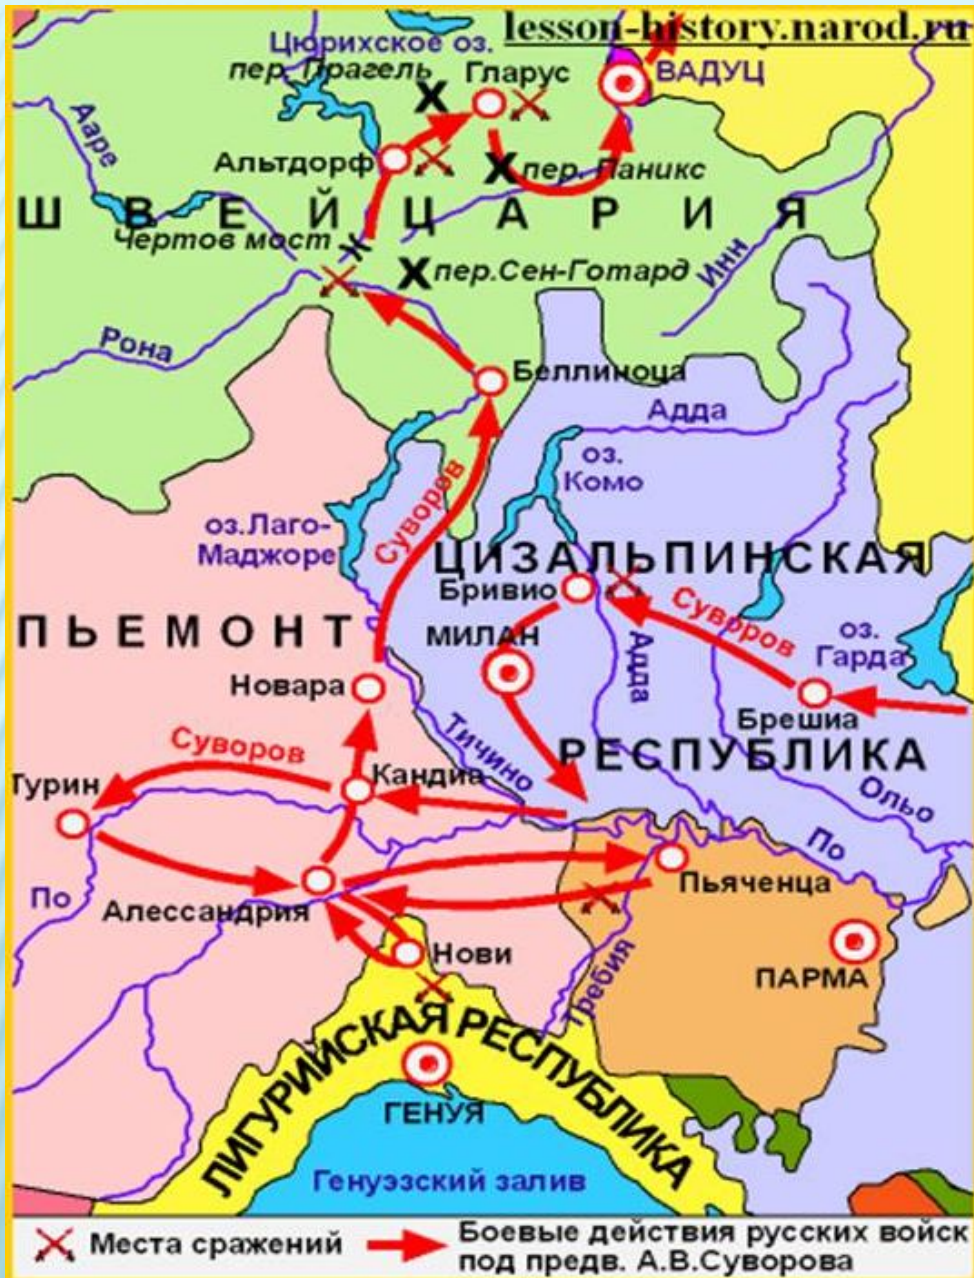 lesson-history.narod.ru
Цюрихское оз.
пер. Прагель
Гларус
ВАДУЦ
Ааре
Альтдорф
пер. Паникс
ШВЕЙЦАРИЯ
Чертов мост
пер.Сен-Готард
Инн
Рона
Беллиноца
Адда
оз.
Комо
Суворов
оз.Лаго-
Маджоре
ЦИЗАЛЬПИНСКАЯ
Бривио
Суворов
ПЬЕМОНТ
МИЛАН
Адда
оз.
Гарда
Новара
Брешиа
Тичино
РЕСПУБЛИКА
Суворов
Турин
Кандиа
Ольо
По
По
Алессандрия
Пьяченца
Нови
Требия
ПАРМА
ЛИГУРИЙСКАЯ РЕСПУБЛИКА
ГЕНУЯ
Генуэзский залив
Места сражений
Боевые действия русских войск
под предв. А.В.Суворова